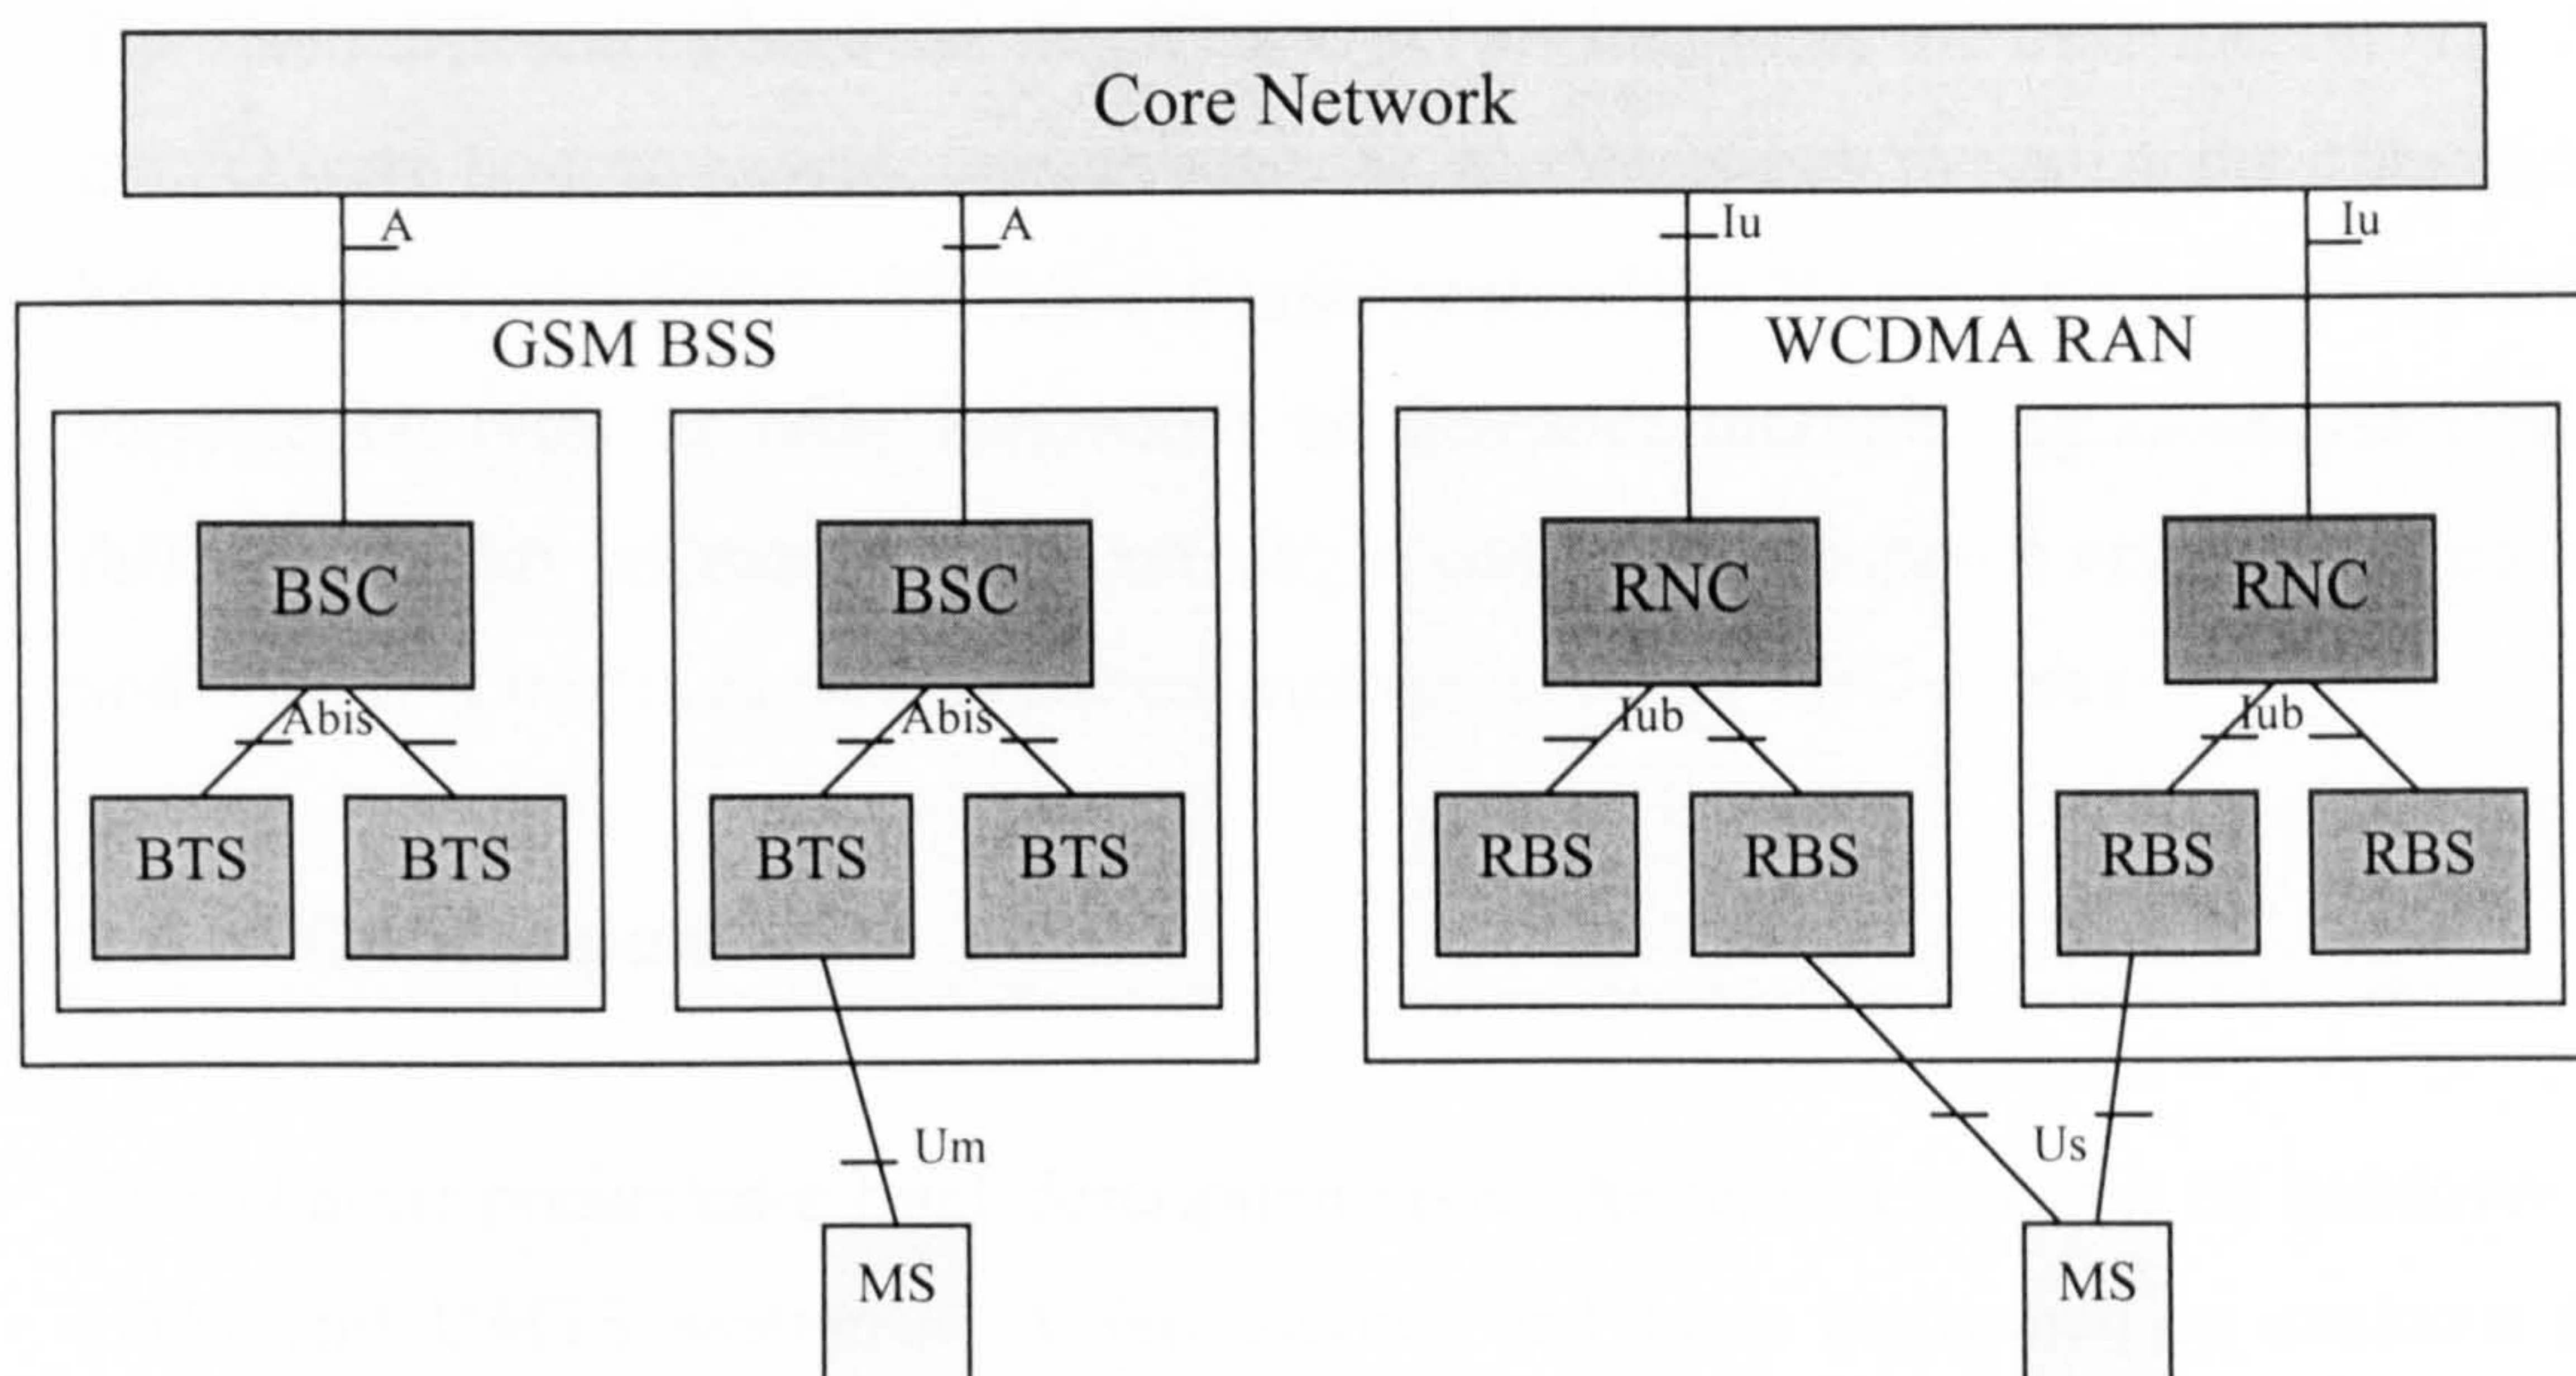 Core Network
A A Iu Iu
GSM BSS WCDMA RAN
BSC BSC RNC RNC
Abis Abis Iub Iub
BTS BTS BTS BTS RBS RBS RBS RBS
Um Us
MS MS